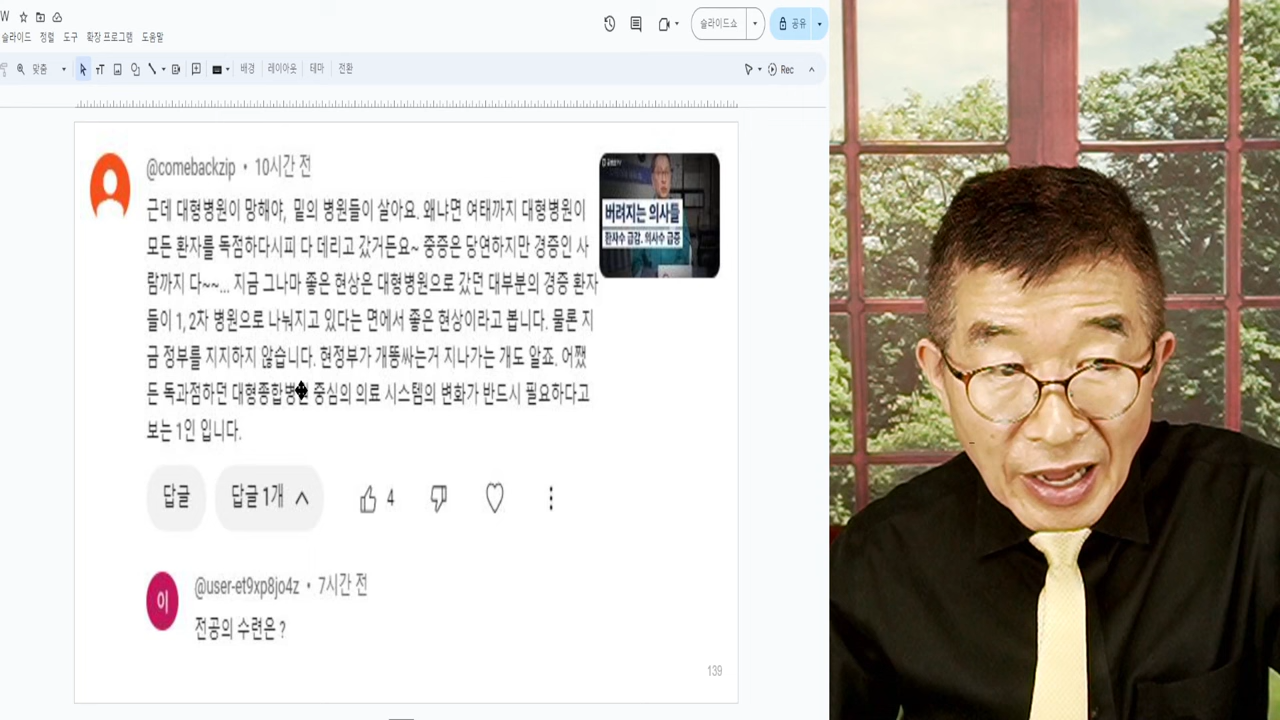 슬라이드 정렬 도구 확장 프로그램 도움말
슬라이드쇼
공유
맞춤
배경 레이아웃 테마 전환
Rec
@comebackzip • 10시간 전
근데 대형병원이 망해야, 밑의 병원들이 살아요. 왜냐면 여태까지 대형병원이
모든 환자를 독점하다시피 다 데리고 갔거든요~ 중증은 당연하지만 경증인 사
람까지 다~~... 지금 그나마 좋은 현상은 대형병원으로 갔던 대부분의 경증 환자
들이 1, 2차 병원으로 나눠지고 있다는 면에서 좋은 현상이라고 봅니다. 물론 지
금 정부를 지지하지 않습니다. 현정부가 개똥싸는거 지나가는 개도 알죠. 어쨌
든 독과점하던 대형종합병원 중심의 의료 시스템의 변화가 반드시 필요하다고
보는 1인 입니다.
버려지는 의사들
환자수 급감, 의사수 급증
답글
답글 1개
4
이
@user-et9xp8jo4z • 7시간 전
전공의 수련은 ?
139